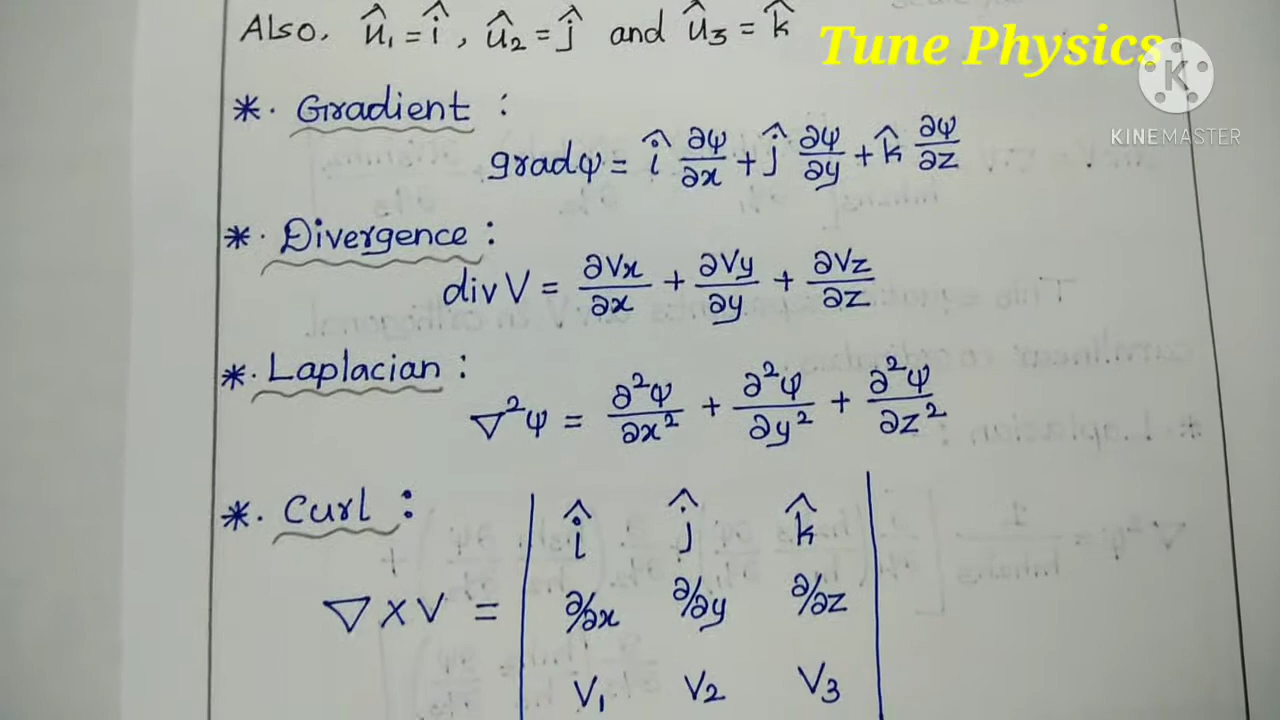 Also, û₁ = î, û₂ = ĵ and û₃ = k̂
Tune Physics
K
KINEMASTER
*. Gradient :
gradψ = î ∂ψ/∂x + ĵ ∂ψ/∂y + k̂ ∂ψ/∂z
*. Divergence :
div V = ∂Vx/∂x + ∂Vy/∂y + ∂Vz/∂z
*. Laplacian :
∇²ψ = ∂²ψ/∂x² + ∂²ψ/∂y² + ∂²ψ/∂z²
*. Curl :
î ĵ k̂
∇ X V = | ∂/∂x ∂/∂y ∂/∂z |
V₁ V₂ V₃